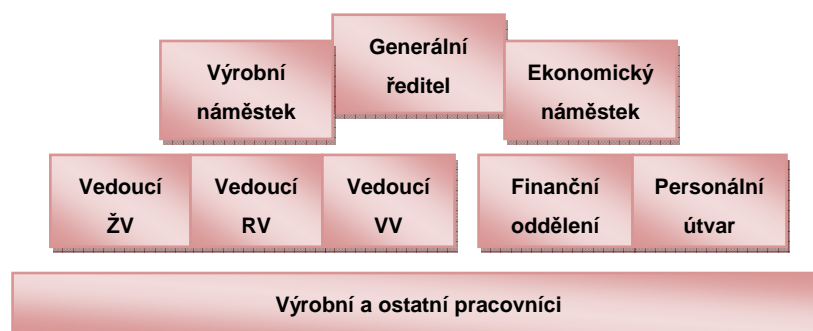 Generální
ředitel
Výrobní
náměstek
Ekonomický
náměstek
Vedoucí
ŽV
Vedoucí
RV
Vedoucí
VV
Finanční
oddělení
Personální
útvar
Výrobní a ostatní pracovníci